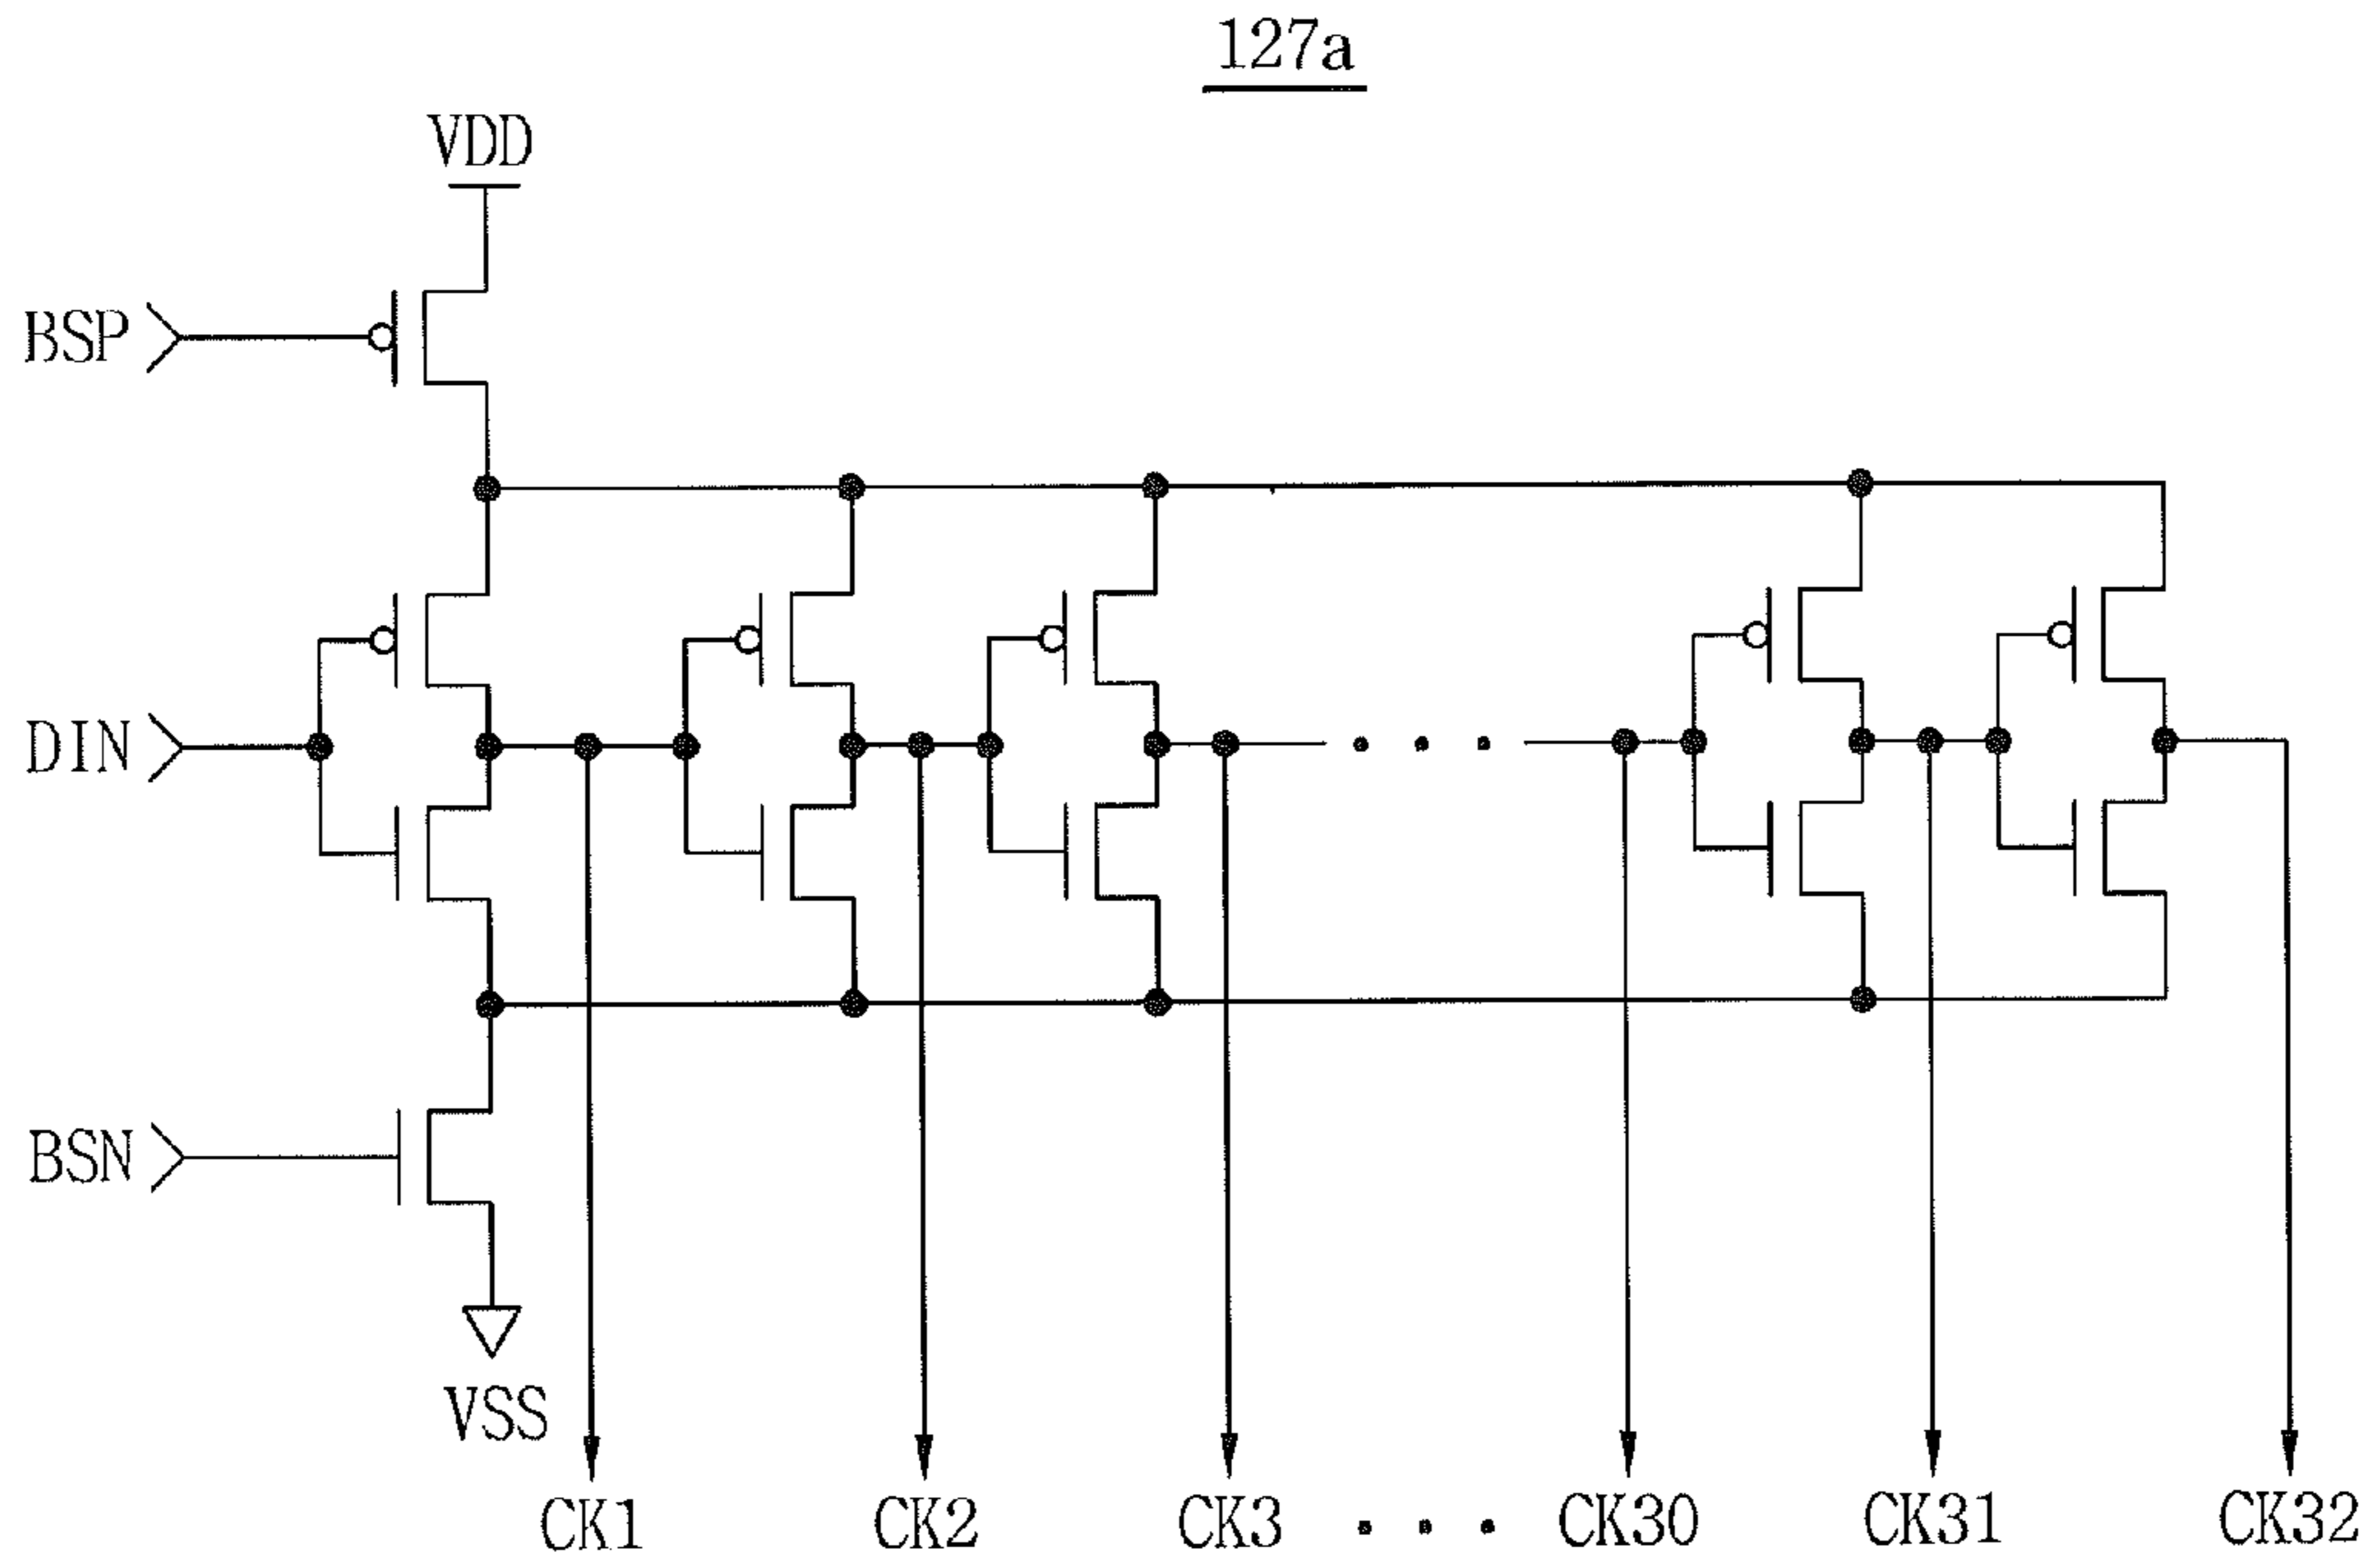 127a
VDD
BSP
DIN
BSN
VSS
CK1 CK2 CK3 . . . CK30 CK31 CK32